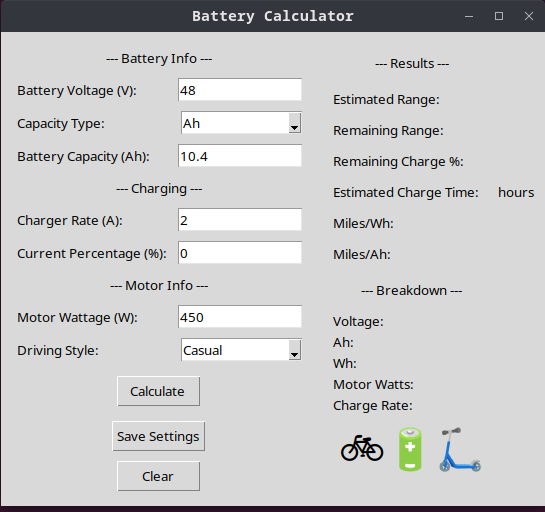 Battery Calculator
--- Battery Info ---
Battery Voltage (V): 48
Capacity Type: Ah
Battery Capacity (Ah): 10.4
--- Charging ---
Charger Rate (A): 2
Current Percentage (%): 0
--- Motor Info ---
Motor Wattage (W): 450
Driving Style: Casual
Calculate
Save Settings
Clear
--- Results ---
Estimated Range:
Remaining Range:
Remaining Charge %:
Estimated Charge Time: hours
Miles/Wh:
Miles/Ah:
--- Breakdown ---
Voltage:
Ah:
Wh:
Motor Watts:
Charge Rate: